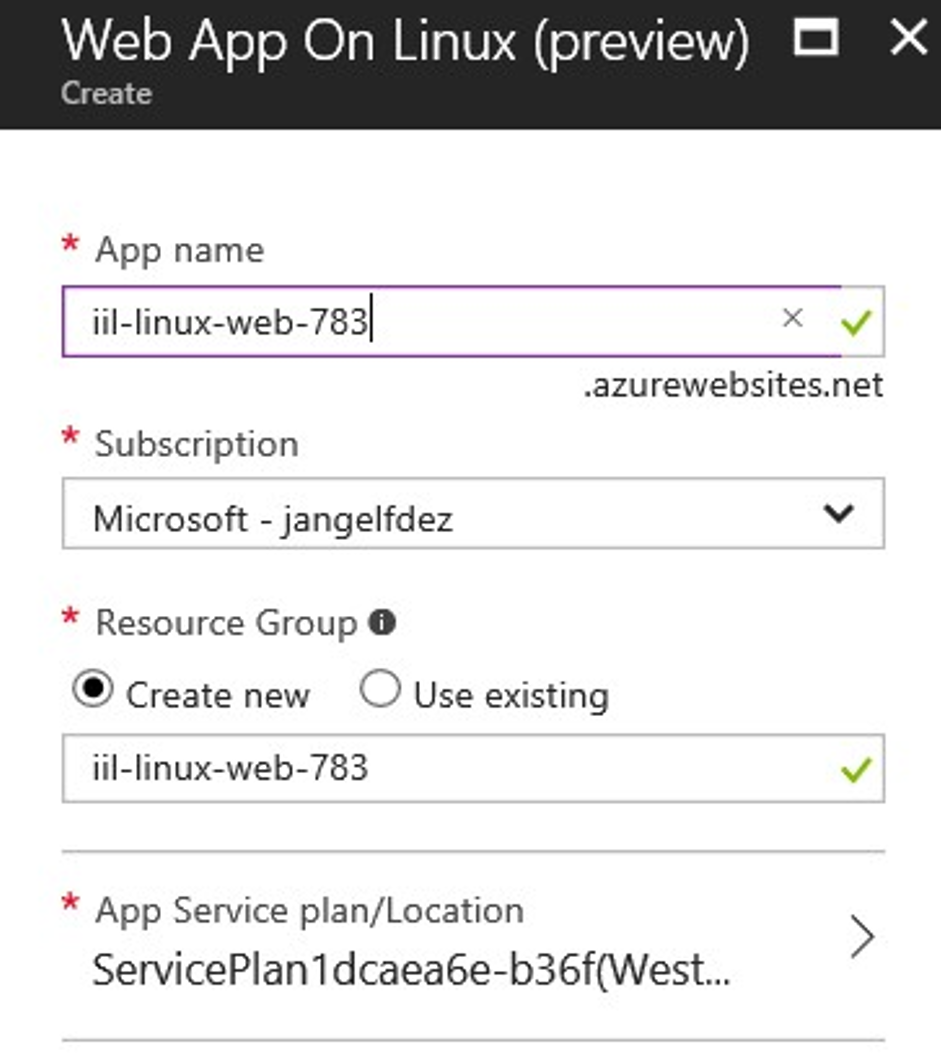 Web App On Linux (preview)
Create
* App name
iil-linux-web-783
.azurewebsites.net
* Subscription
Microsoft - jangelfdez
* Resource Group
Create new Use existing
iil-linux-web-783
* App Service plan/Location
ServicePlan1dcaea6e-b36f(West...